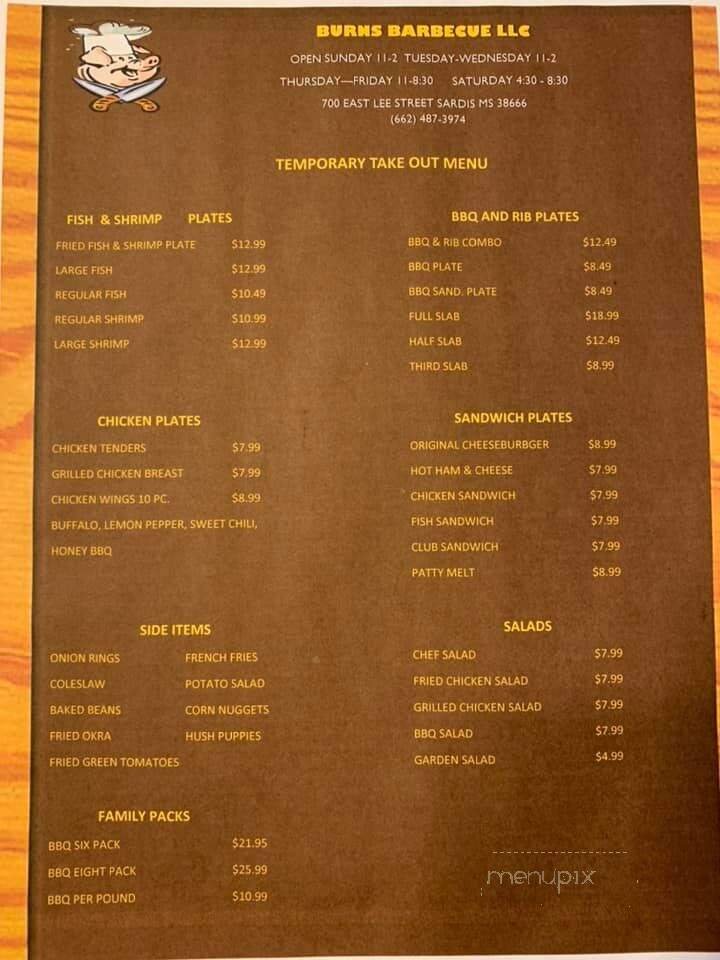 BURNS BARBECUE LLC
OPEN SUNDAY 11-2 TUESDAY-WEDNESDAY 11-2
THURSDAY—FRIDAY 11-8:30 SATURDAY 4:30 - 8:30
700 EAST LEE STREET SARDIS MS 38666
(662) 487-3974
TEMPORARY TAKE OUT MENU
FISH & SHRIMP PLATES
FRIED FISH & SHRIMP PLATE $12.99
LARGE FISH $12.99
REGULAR FISH $10.49
REGULAR SHRIMP $10.99
LARGE SHRIMP $12.99
BBQ AND RIB PLATES
BBQ & RIB COMBO $12.49
BBQ PLATE $8.49
BBQ SAND. PLATE $8.49
FULL SLAB $18.99
HALF SLAB $12.49
THIRD SLAB $8.99
CHICKEN PLATES
CHICKEN TENDERS $7.99
GRILLED CHICKEN BREAST $7.99
CHICKEN WINGS 10 PC. $8.99
BUFFALO, LEMON PEPPER, SWEET CHILI,
HONEY BBQ
SANDWICH PLATES
ORIGINAL CHEESEBURBGER $8.99
HOT HAM & CHEESE $7.99
CHICKEN SANDWICH $7.99
FISH SANDWICH $7.99
CLUB SANDWICH $7.99
PATTY MELT $8.99
SIDE ITEMS
ONION RINGS FRENCH FRIES
COLESLAW POTATO SALAD
BAKED BEANS CORN NUGGETS
FRIED OKRA HUSH PUPPIES
FRIED GREEN TOMATOES
SALADS
CHEF SALAD $7.99
FRIED CHICKEN SALAD $7.99
GRILLED CHICKEN SALAD $7.99
BBQ SALAD $7.99
GARDEN SALAD $4.99
FAMILY PACKS
BBQ SIX PACK $21.95
BBQ EIGHT PACK $25.99
BBQ PER POUND $10.99
menupix